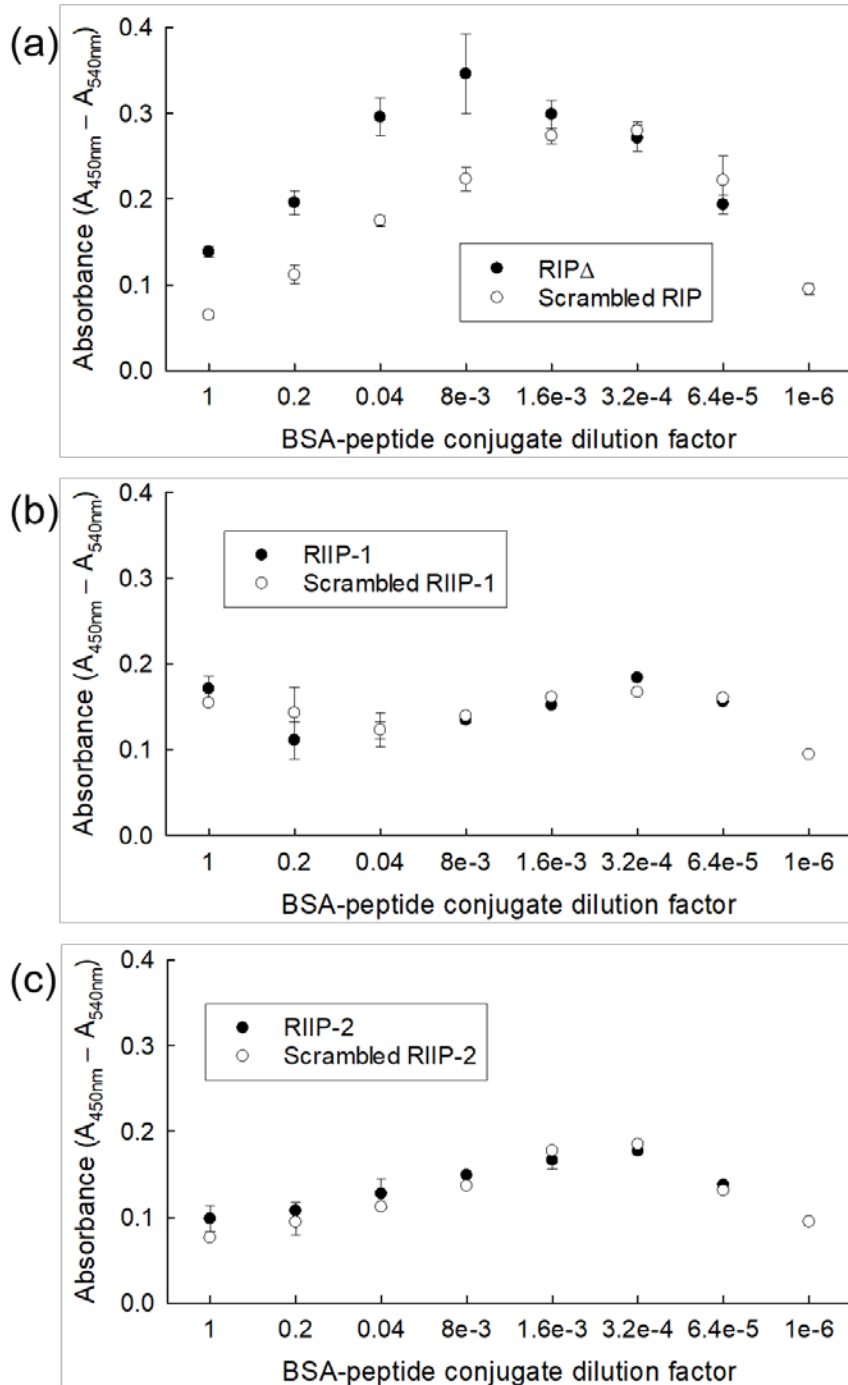 (a)
Absorbance (A450nm – A540nm)
0.4
0.3
0.2
0.1
0.0
RIPΔ
Scrambled RIP
1 0.2 0.04 8e-3 1.6e-3 3.2e-4 6.4e-5 1e-6
BSA-peptide conjugate dilution factor
(b)
Absorbance (A450nm – A540nm)
0.4
0.3
0.2
0.1
0.0
RIIP-1
Scrambled RIIP-1
1 0.2 0.04 8e-3 1.6e-3 3.2e-4 6.4e-5 1e-6
BSA-peptide conjugate dilution factor
(c)
Absorbance (A450nm – A540nm)
0.4
0.3
0.2
0.1
0.0
RIIP-2
Scrambled RIIP-2
1 0.2 0.04 8e-3 1.6e-3 3.2e-4 6.4e-5 1e-6
BSA-peptide conjugate dilution factor